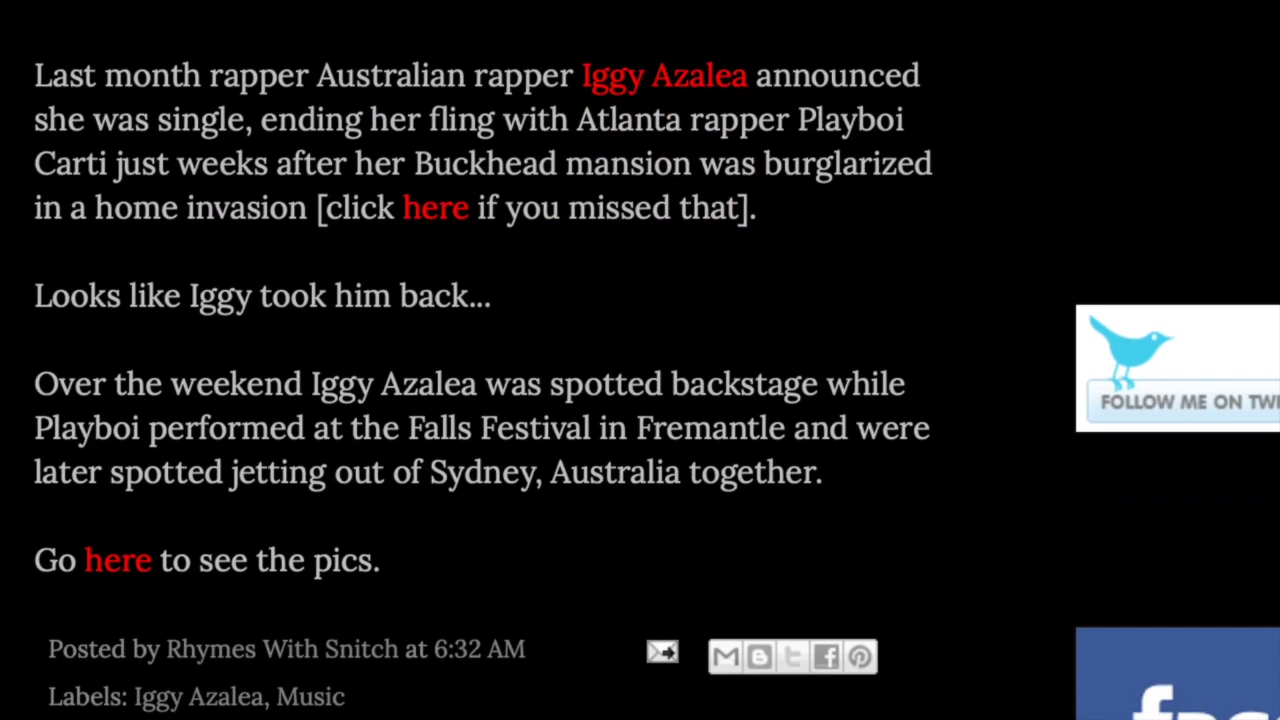 Last month rapper Australian rapper Iggy Azalea announced
she was single, ending her fling with Atlanta rapper Playboi
Carti just weeks after her Buckhead mansion was burglarized
in a home invasion [click here if you missed that].
Looks like Iggy took him back...
Over the weekend Iggy Azalea was spotted backstage while
Playboi performed at the Falls Festival in Fremantle and were
later spotted jetting out of Sydney, Australia together.
FOLLOW ME ON TWI
Go here to see the pics.
Posted by Rhymes With Snitch at 6:32 AM
Labels: Iggy Azalea, Music